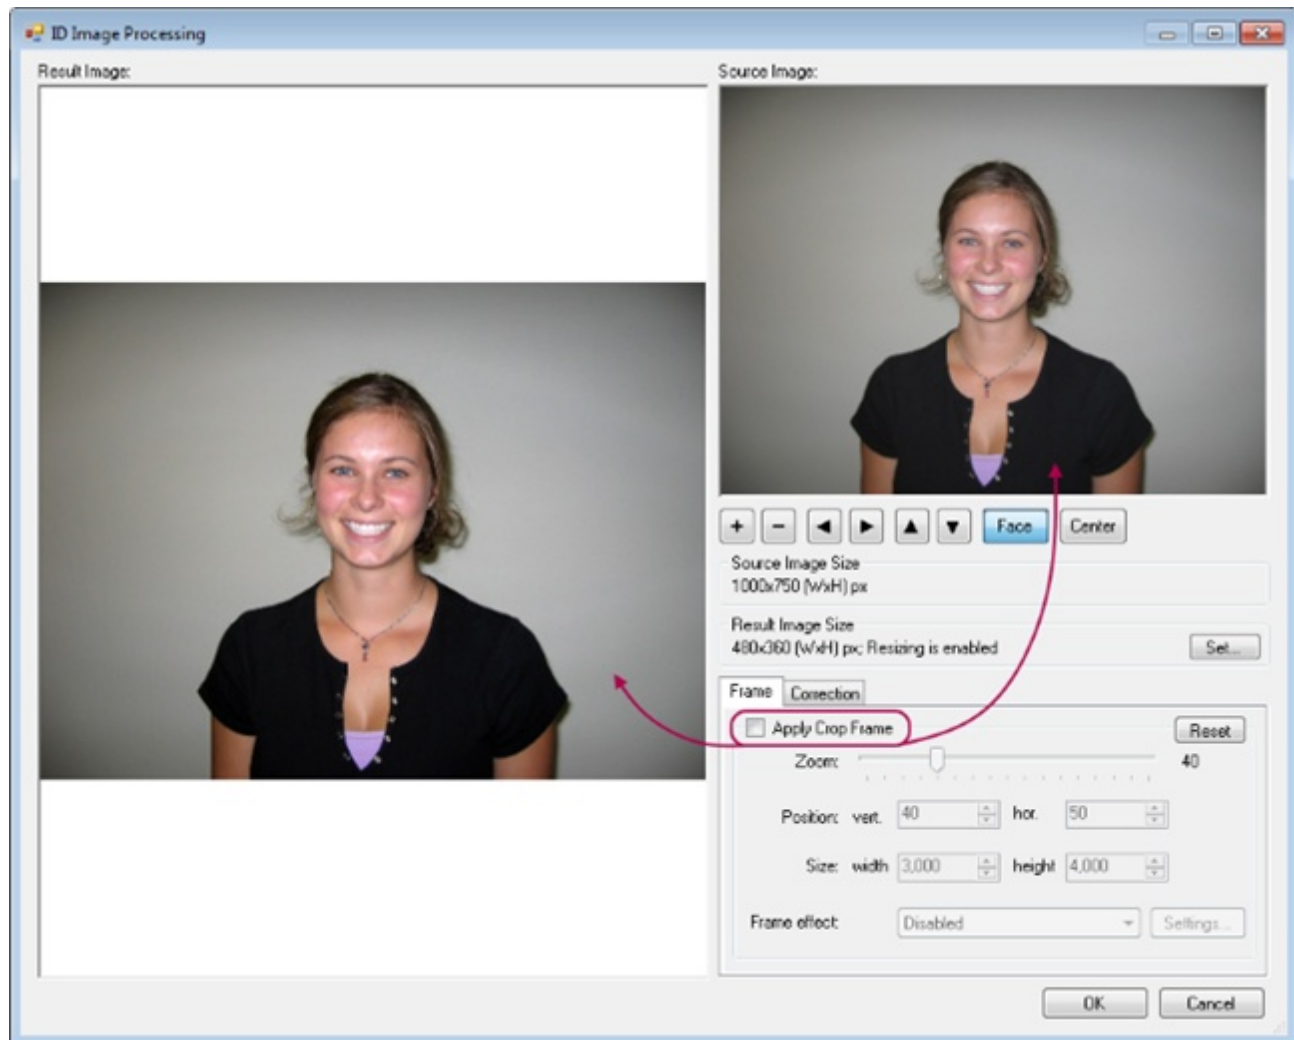 ID Image Processing
Result Image:
Source Image:
+ - ◀ ▶ ▲ ▼ Face Center
Source Image Size
1000x750 (WxH) px
Result Image Size
480x360 (WxH) px; Resizing is enabled Set...
Frame Correction
Apply Crop Frame Reset
Zoom: 40
Position: vert. 40 hor. 50
Size: width 3,000 height 4,000
Frame effect: Disabled Settings...
OK Cancel